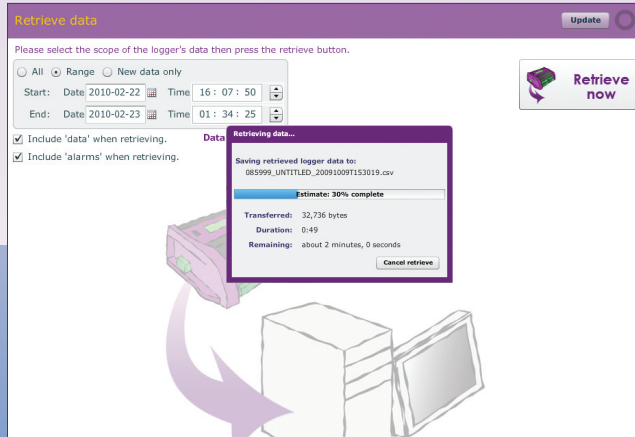 Retrieve data
Update
Please select the scope of the logger's data then press the retrieve button.
All Range New data only
Start: Date 2010-02-22 Time 16: 07: 50
End: Date 2010-02-23 Time 01: 34: 25
Retrieve
now
Include 'data' when retrieving.
Data
Include 'alarms' when retrieving.
Retrieving data...
Saving retrieved logger data to:
085999_UNTITLED_20091009T153019.csv
Estimate: 30% complete
Transferred: 32,736 bytes
Duration: 0:49
Remaining: about 2 minutes, 0 seconds
Cancel retrieve